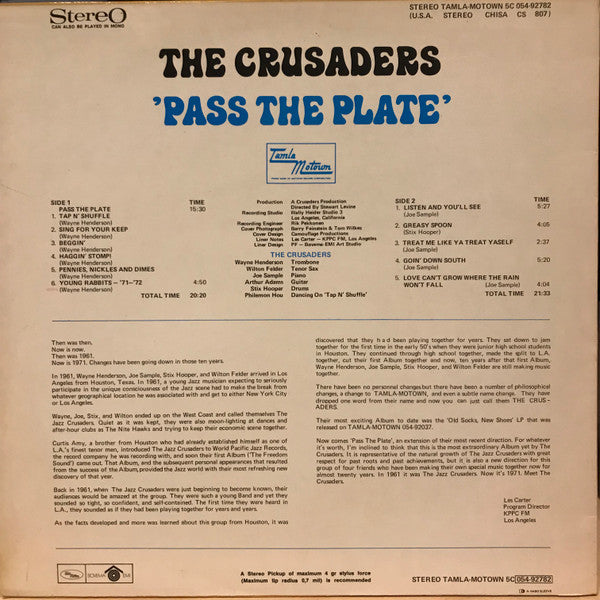 Stereo
CAN ALSO BE PLAYED IN MONO
STEREO TAMLA-MOTOWN 5C 054-92782
(U.S.A. STEREO CHISA CS 807)
THE CRUSADERS
'PASS THE PLATE'
Tamla
Motown
SIDE 1 TIME
PASS THE PLATE 15:30
1. TAP N' SHUFFLE
(Wayne Henderson)
2. SING FOR YOUR KEEP
(Wayne Henderson)
3. BEGGIN'
(Wayne Henderson)
4. HAGGIN' STOMP!
(Wayne Henderson)
5. PENNIES, NICKLES AND DIMES
(Wayne Henderson)
6. YOUNG RABBITS - '71-'72 4:50
(Wayne Henderson)
TOTAL TIME 20:20
Production A Crusaders Production
Directed By Stewart Levine
Recording Studio Wally Heider Studio 3
Los Angeles, California
Recording Engineer Rik Pekkonen
Cover Photograph Barry Feinstein & Tom Wilkes
Cover Design Camouflage Productions
Liner Notes Les Carter - KPPC FM, Los Angeles
Liner Design PF - Bovema EMI Art Studio
THE CRUSADERS
Wayne Henderson Trombone
Wilton Felder Tenor Sax
Joe Sample Piano
Arthur Adams Guitar
Stix Hooper Drums
Philemon Hou Dancing On 'Tap N' Shuffle'
SIDE 2 TIME
1. LISTEN AND YOU'LL SEE 5:27
(Joe Sample)
2. GREASY SPOON 4:05
(Stix Hooper)
3. TREAT ME LIKE YA TREAT YASELF 2:37
(Joe Sample)
4. GOIN' DOWN SOUTH 5:20
(Joe Sample)
5. LOVE CAN'T GROW WHERE THE RAIN
WON'T FALL (Joe Sample) 4:04
TOTAL TIME 21:33
Then was then.
Now is now.
Then was 1961.
Now is 1971. Changes have been going down in those ten years.
In 1961, Wayne Henderson, Joe Sample, Stix Hooper, and Wilton Felder arrived in Los
Angeles from Houston, Texas. In 1961, a young Jazz musician expecting to seriously
participate in the unique consciousness of the Jazz scene had to make the break from
whatever geographical location he was associated with and get to either New York City
or Los Angeles.
Wayne, Joe, Stix, and Wilton ended up on the West Coast and called themselves The
Jazz Crusaders. Quiet as it was kept, they were also moon-lighting at dances and
after-hour clubs as The Nite Hawks and trying to make their economic scene together.
Curtis Amy, a brother from Houston who had already established himself as one of
L.A.'s finest tenor men, introduced The Jazz Crusaders to World Pacific Jazz Records,
the record company he was recording with, and soon their first Album ('The Freedom
Sound') came out. That Album, and the subsequent personal appearances that resulted
from the success of the Album,provided the Jazz world with their most refreshing new
discovery of that year.
Back in 1961, when The Jazz Crusaders were just beginning to become known, their
audiences would be amazed at the group. They were such a young Band and yet they
sounded so tight, so confident, and self-contained. The first time they were heard in
L.A., they sounded as if they had been playing together for years and years.
As the facts developed and more was learned about this group from Houston, it was
discovered that they had been playing together for years. They set down to jam
together for the first time in the early 50's when they were junior high school students
in Houston. They continued through high school together, made the split to L.A.
together, cut their first Album together and now, ten years after that first Album,
Wayne Henderson, Joe Sample, Stix Hooper, and Wilton Felder are still making music
together.
There have been no personnel changes but there have been a number of philosophical
changes, a change to TAMLA-MOTOWN, and even a subtle name change. They have
dropped one word from their name and now you can just call them THE CRUS-
ADERS.
Their most exciting Album to date was the 'Old Socks, New Shoes' LP that was
released on TAMLA-MOTOWN 054-92037.
Now comes 'Pass The Plate', an extension of their most recent direction. For whatever
it's worth, I'm inclined to think that this is the most extraordinary Album yet by The
Crusaders. It is representative of the natural growth of The Jazz Crusaders with great
respect for past roots and past achievements, but it is also a new direction for this
group of four friends who have been making their own special music together now for
almost twenty years. In 1961 it was The Jazz Crusaders. Now it's 1971. Meet The
Crusaders.
Les Carter
Program Director
KPPC FM
Los Angeles
BOVEMA EMI
A Stereo Pickup of maximum 4 gr stylus force
(Maximum tip radius 0,7 mil) is recommended
STEREO TAMLA-MOTOWN 5C 054-92782